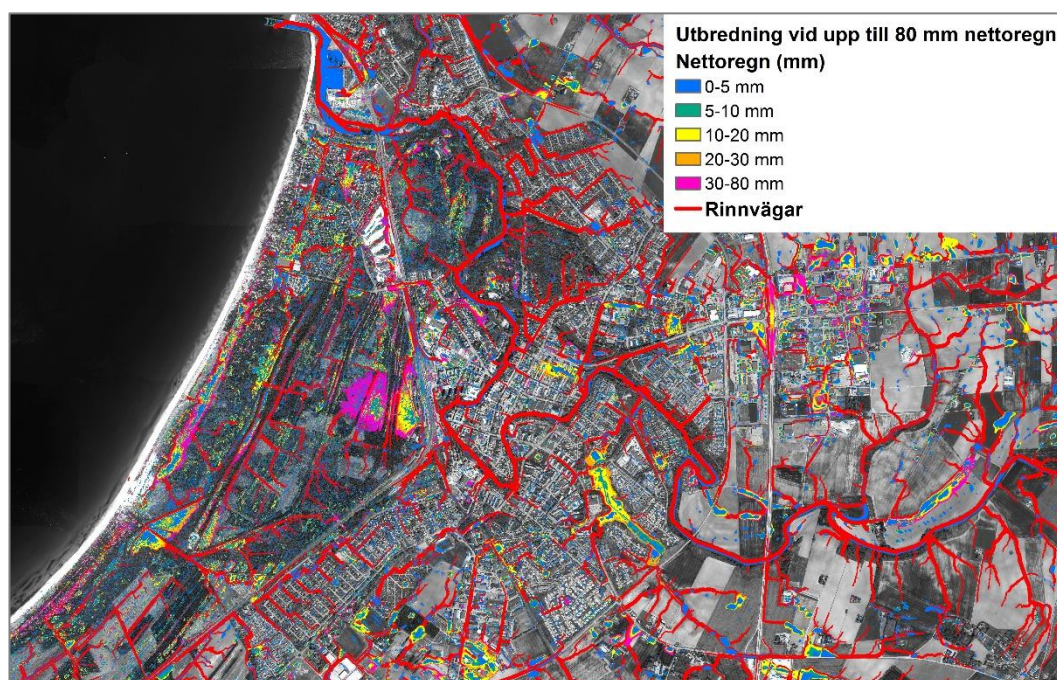 Utbredning vid upp till 80 mm nettoregn
Nettoregn (mm)
0-5 mm
5-10 mm
10-20 mm
20-30 mm
30-80 mm
Rinnvägar